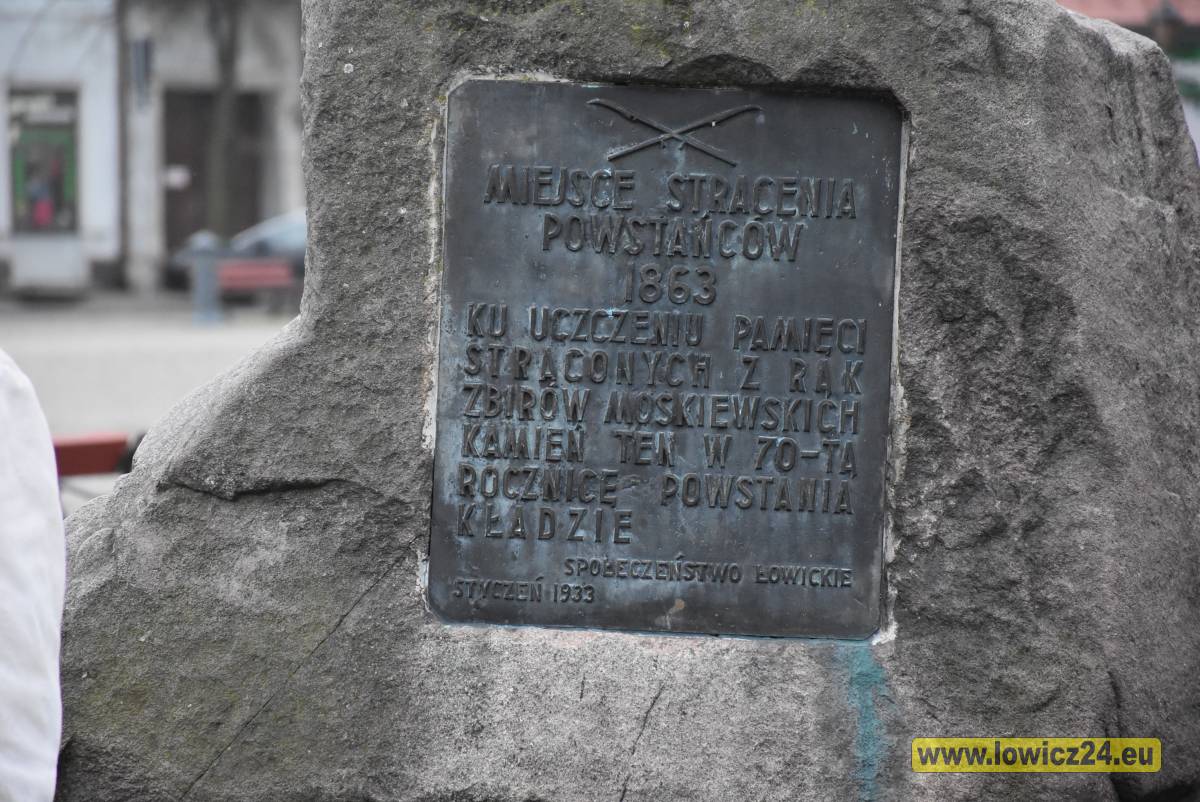 MIEJSCE STRACENIA
POWSTAŃCÓW
1863
KU UCZCZENIU PAMIĘCI
STRĄCONYCH Z RĄK
ZBIRÓW MOSKIEWSKICH
KAMIEŃ TEN W 70-TĄ
ROCZNICĘ POWSTANIA
KŁADZIE
SPOŁECZEŃSTWO ŁOWICKIE
STYCZEŃ 1933
www.lowicz24.eu